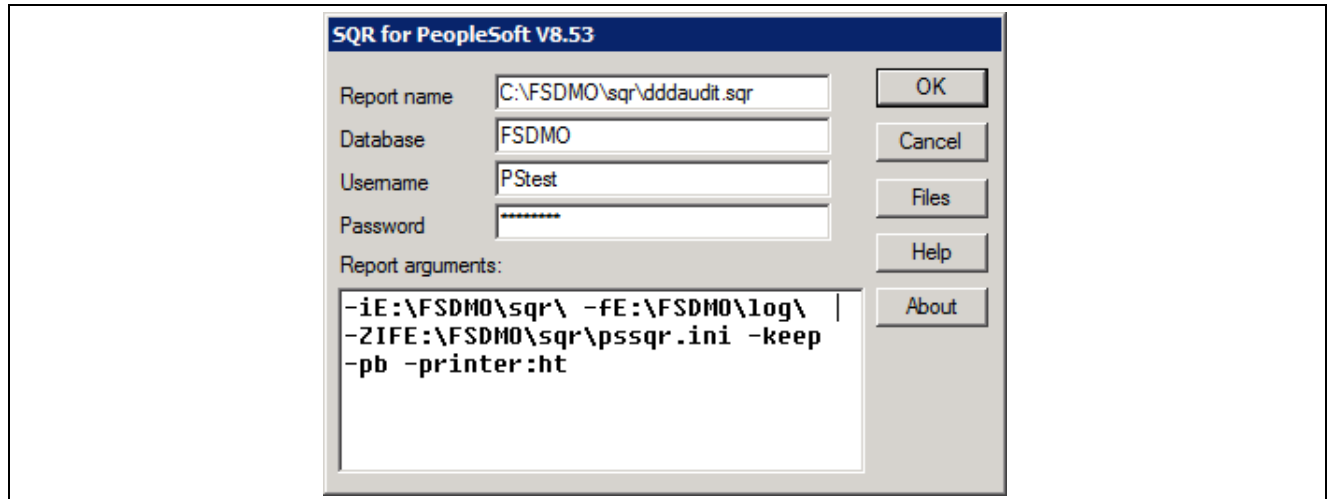 SQR for PeopleSoft V8.53
Report name C:\FSDMO\sqr\dddaudit.sqr OK
Database FSDMO Cancel
Username PStest
Files
Password ********
Help
Report arguments:
-iE:\FSDMO\sqr\ -fE:\FSDMO\log\ About
-ZIFE:\FSDMO\sqr\pssqr.ini -keep
-pb -printer:ht